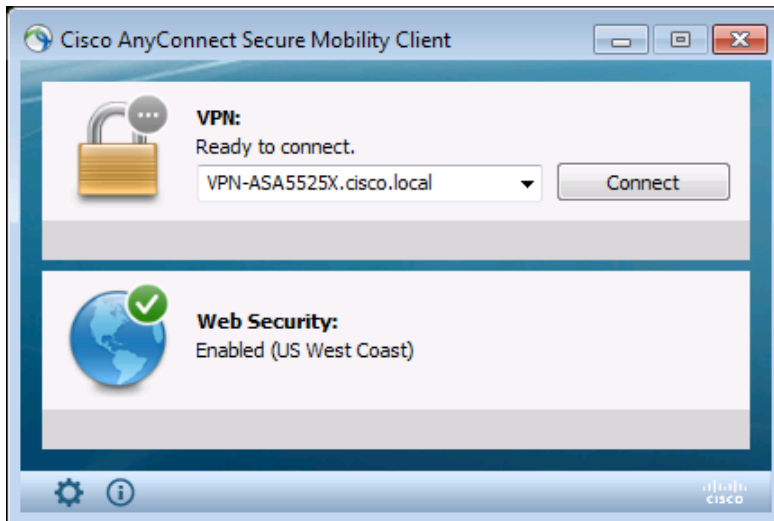 Cisco AnyConnect Secure Mobility Client
VPN:
Ready to connect.
VPN-ASA5525X.cisco.local
Connect
Web Security:
Enabled (US West Coast)
CISCO